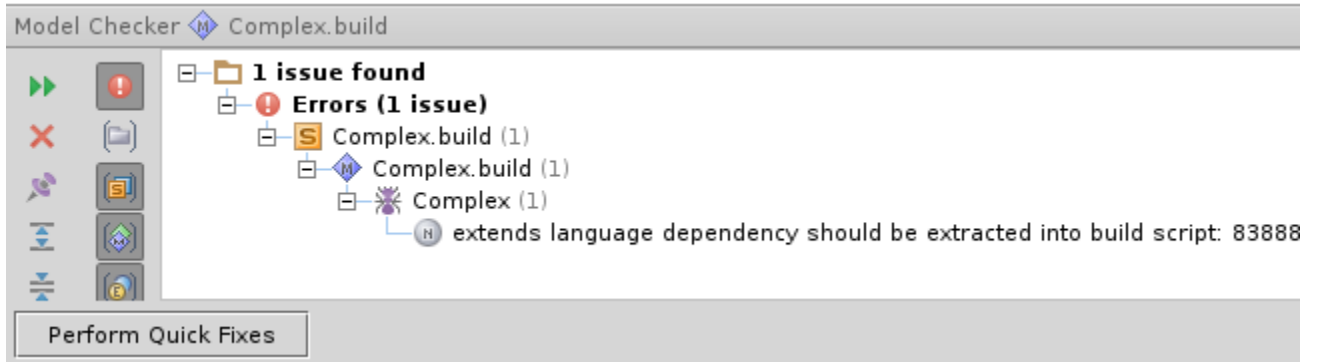 Model Checker M Complex.build
1 issue found
Errors (1 issue)
S Complex.build (1)
M Complex.build (1)
Complex (1)
N extends language dependency should be extracted into build script: 83888
S
M
E
Perform Quick Fixes